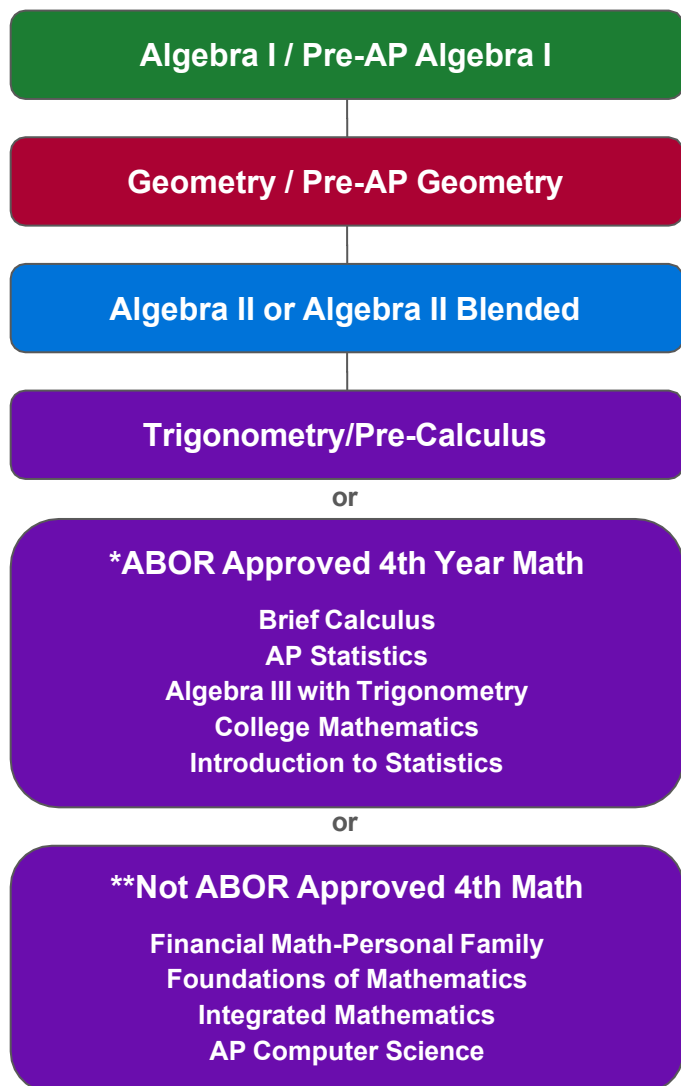 Algebra I / Pre-AP Algebra I
Geometry / Pre-AP Geometry
Algebra II or Algebra II Blended
Trigonometry/Pre-Calculus
or
*ABOR Approved 4th Year Math
Brief Calculus
AP Statistics
Algebra III with Trigonometry
College Mathematics
Introduction to Statistics
or
**Not ABOR Approved 4th Math
Financial Math-Personal Family
Foundations of Mathematics
Integrated Mathematics
AP Computer Science